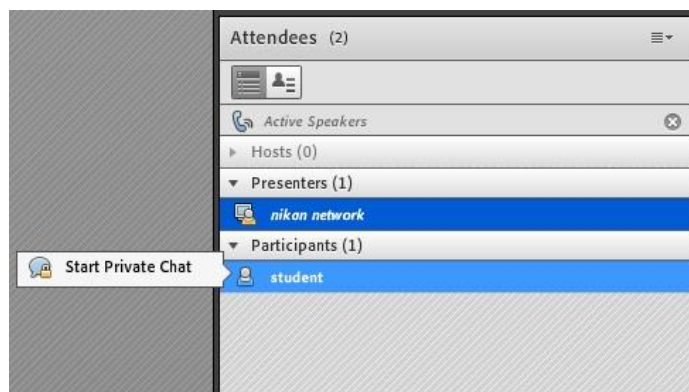 Attendees (2)
Active Speakers
Hosts (0)
Presenters (1)
nikon network
Participants (1)
Start Private Chat
student